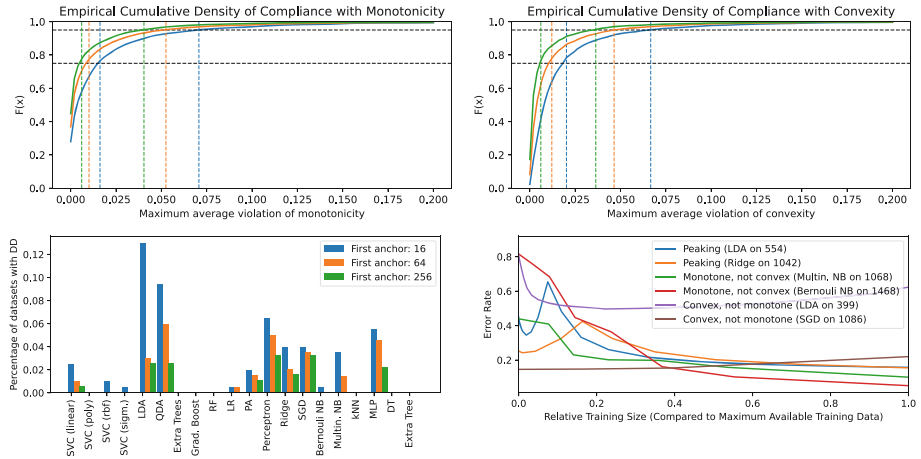 Empirical Cumulative Density of Compliance with Monotonicity
1.0
0.8
0.6
0.4
0.2
0.0
F(x)
0.000
0.025
0.050
0.075
0.100
0.125
0.150
0.175
0.200
Maximum average violation of monotonicity
Empirical Cumulative Density of Compliance with Convexity
1.0
0.8
0.6
0.4
0.2
0.0
F(x)
0.000
0.025
0.050
0.075
0.100
0.125
0.150
0.175
0.200
Maximum average violation of convexity
0,12
0,10
0,08
0,06
0,04
0,02
0,00
Percentage of datasets with DD
First anchor: 16
First anchor: 64
First anchor: 256
SVC (linear)
SVC (poly)
SVC (rbf)
SVC (sigm,)
LDA
QDA
Extra Trees
Grad. Boost
RF
LR
PA
Perceptron
Ridge
SGD
Bernouli NB
Multin. NB
kNN
MLP
DT
Extra Tree
0.8
0.6
0.4
0.2
Error Rate
Peaking (LDA on 554)
Peaking (Ridge on 1042)
Monotone, not convex (Multin, NB on 1068)
Monotone, not convex (Bernouli NB on 1468)
Convex, not monotone (LDA on 399)
Convex, not monotone (SGD on 1086)
0.0
0.2
0.4
0.6
0.8
1.0
Relative Training Size (Compared to Maximum Available Training Data)